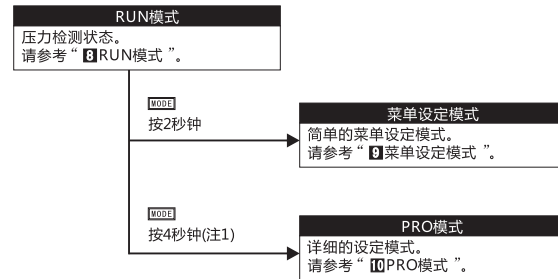 RUN模式
压力检测状态。
请参考“ 8RUN模式 ”。
MODE
按2秒钟
菜单设定模式
简单的菜单设定模式。
请参考“ 9菜单设定模式 ”。
MODE
按4秒钟(注1)
PRO模式
详细的设定模式。
请参考“ 10PRO模式 ”。